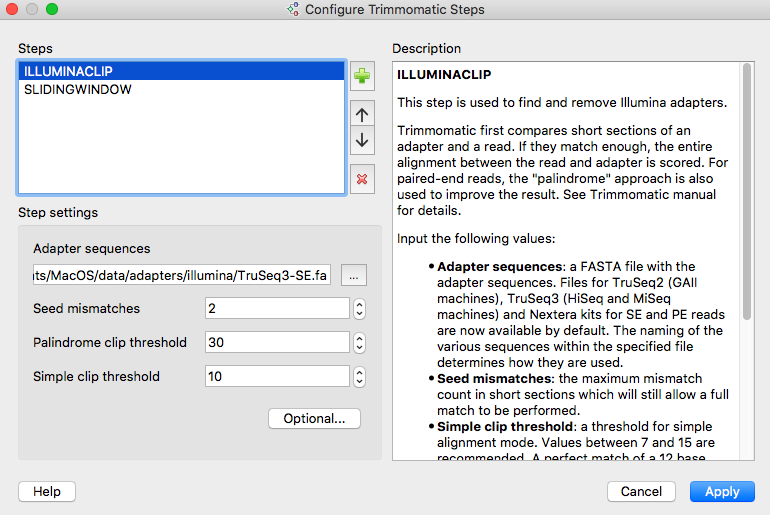 Configure Trimmomatic Steps
Steps
ILLUMINACLIP
SLIDINGWINDOW
Step settings
Adapter sequences
nts/MacOS/data/adapters/illumina/TruSeq3-SE.fa
...
Seed mismatches
2
Palindrome clip threshold
30
Simple clip threshold
10
Optional...
Description
ILLUMINACLIP
This step is used to find and remove Illumina adapters.
Trimmomatic first compares short sections of an
adapter and a read. If they match enough, the entire
alignment between the read and adapter is scored. For
paired-end reads, the "palindrome" approach is also
used to improve the result. See Trimmomatic manual
for details.
Input the following values:
• Adapter sequences: a FASTA file with the
adapter sequences. Files for TruSeq2 (GAII
machines), TruSeq3 (HiSeq and MiSeq
machines) and Nextera kits for SE and PE reads
are now available by default. The naming of the
various sequences within the specified file
determines how they are used.
• Seed mismatches: the maximum mismatch
count in short sections which will still allow a full
match to be performed.
• Simple clip threshold: a threshold for simple
alignment mode. Values between 7 and 15 are
recommended. A perfect match of a 12 base
Help
Cancel
Apply